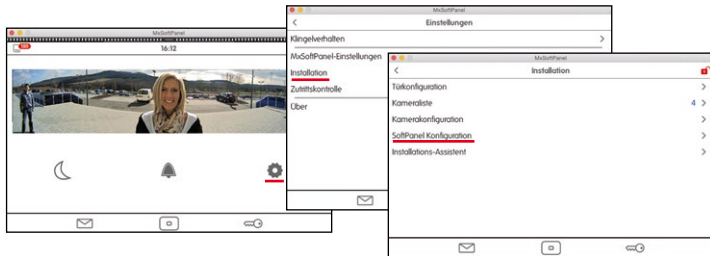 MxSoftPanel
16:12
MxSoftPanel
Einstellungen
Klingelverhalten
MxSoftPanel-Einstellungen
Installation
Zutrittskontrolle
Über
MxSoftPanel
Installation
Türkonfiguration
Kameraliste 4
Kamerakonfiguration
SoftPanel Konfiguration
Installations-Assistent